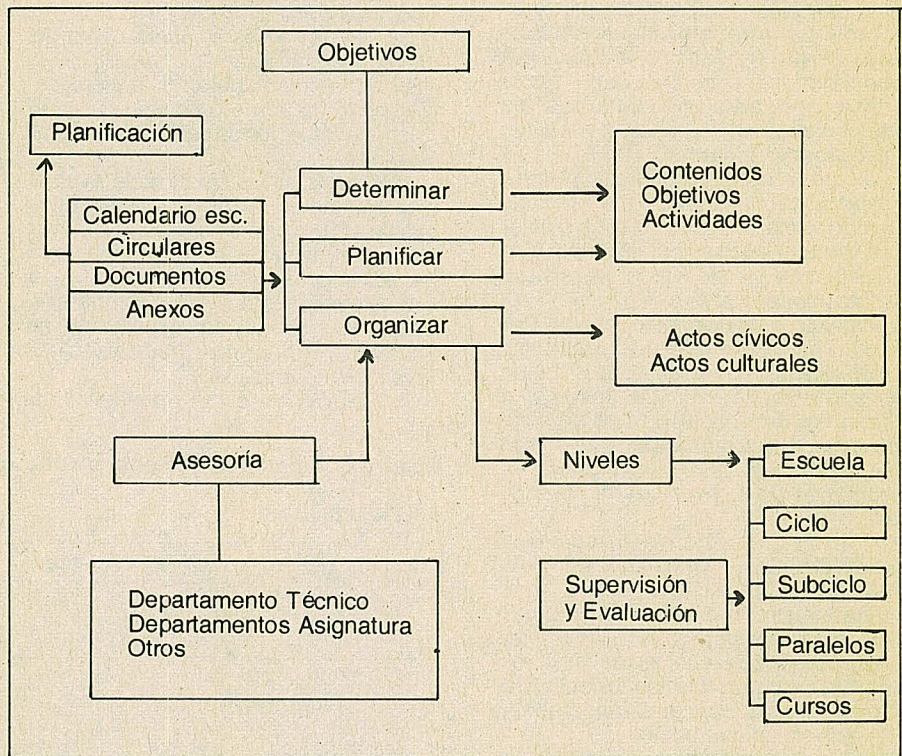 Objetivos
Planificación
Calendario esc.
Circulares
Documentos
Anexos
Determinar
Planificar
Organizar
Contenidos
Objetivos
Actividades
Actos cívicos
Actos culturales
Asesoría
Departamento Técnico
Departamentos Asignatura
Otros
Niveles
Supervisión
y Evaluación
Escuela
Ciclo
Subciclo
Paralelos
Cursos